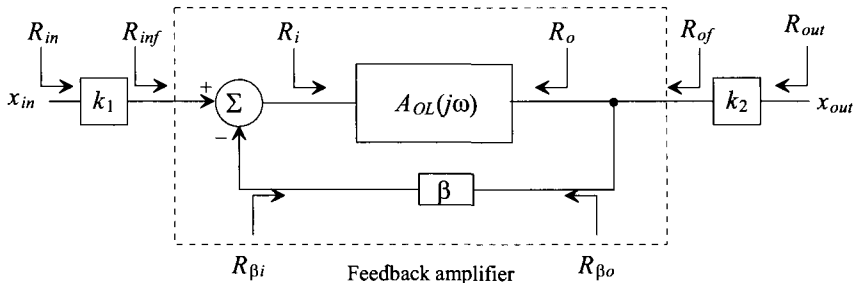 R_in
R_inf
R_i
R_o
R_of
R_out
x_in
k_1
+
Σ
A_OL(jω)
k_2
x_out
−
β
R_βi
Feedback amplifier
R_βo